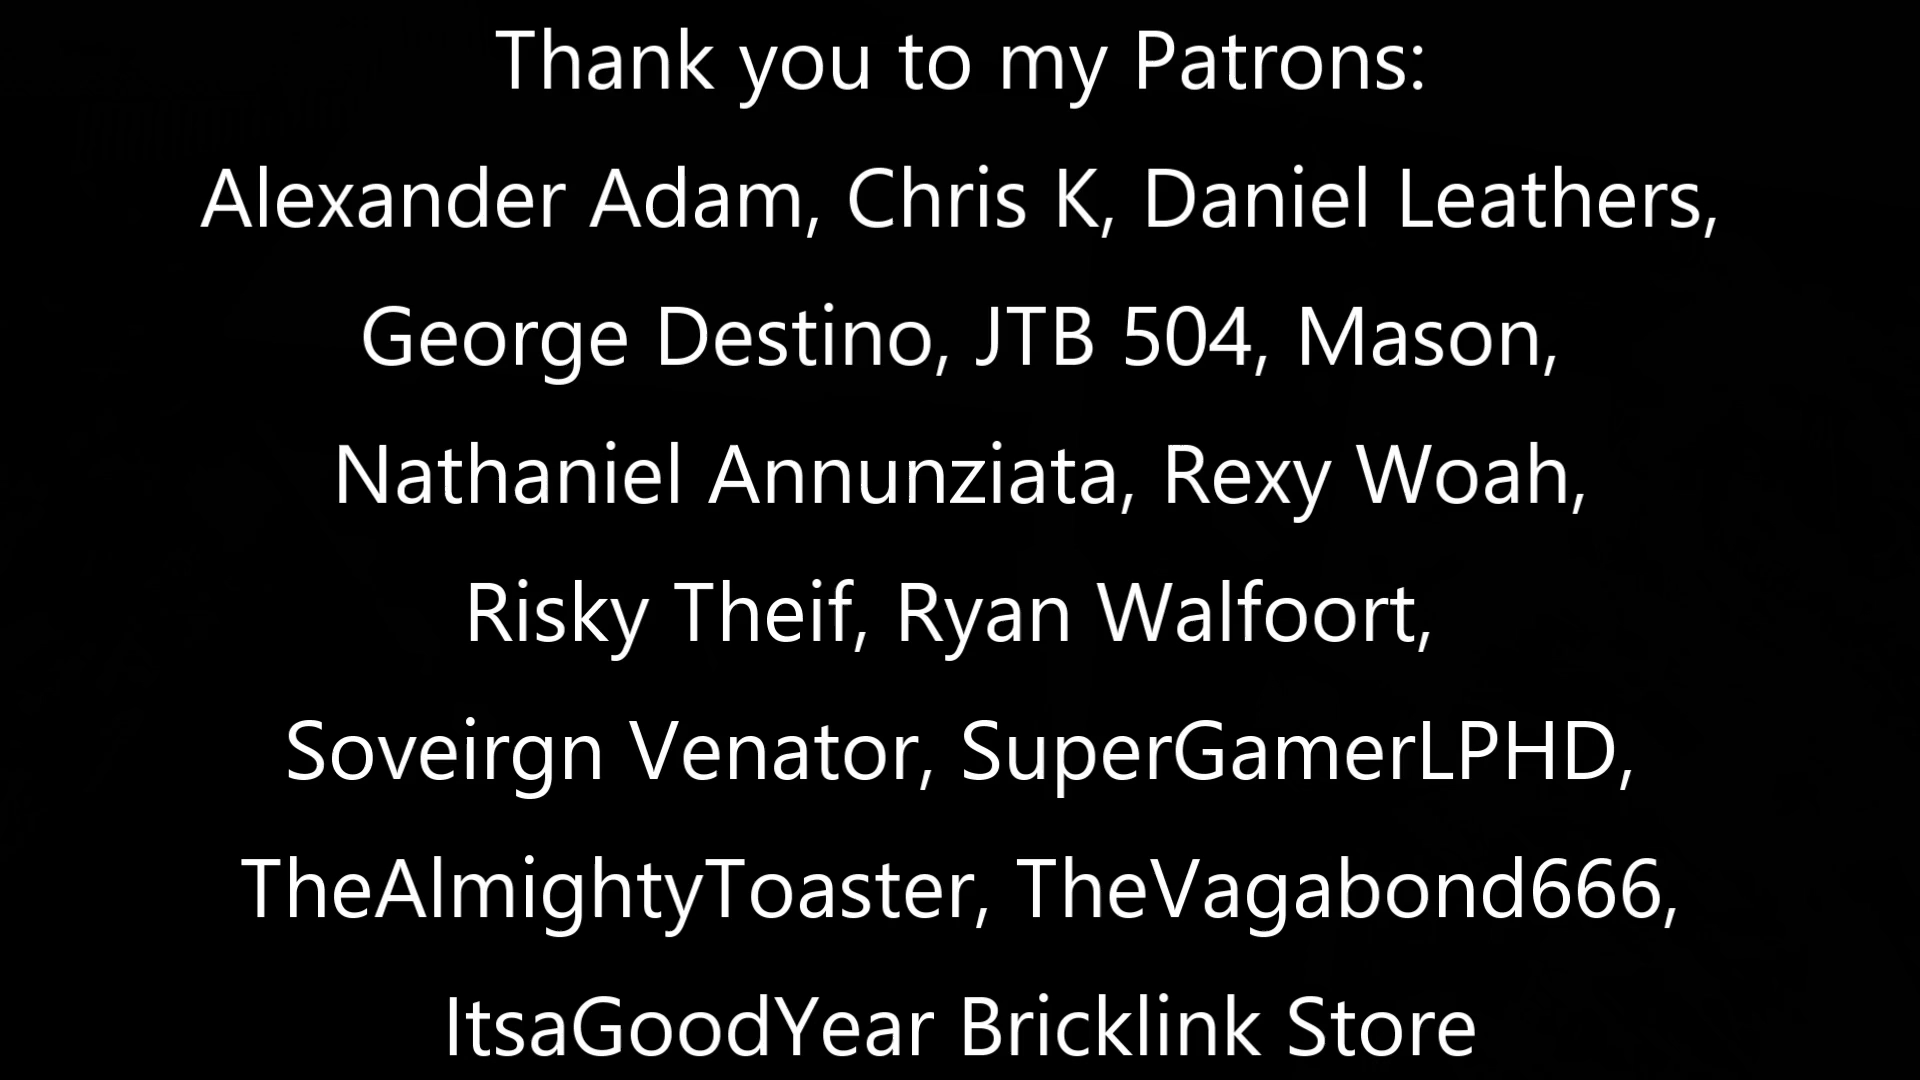 Thank you to my Patrons:
Alexander Adam, Chris K, Daniel Leathers,
George Destino, JTB 504, Mason,
Nathaniel Annunziata, Rexy Woah,
Risky Theif, Ryan Walfoort,
Soveirgn Venator, SuperGamerLPHD,
TheAlmightyToaster, TheVagabond666,
ItsaGoodYear Bricklink Store